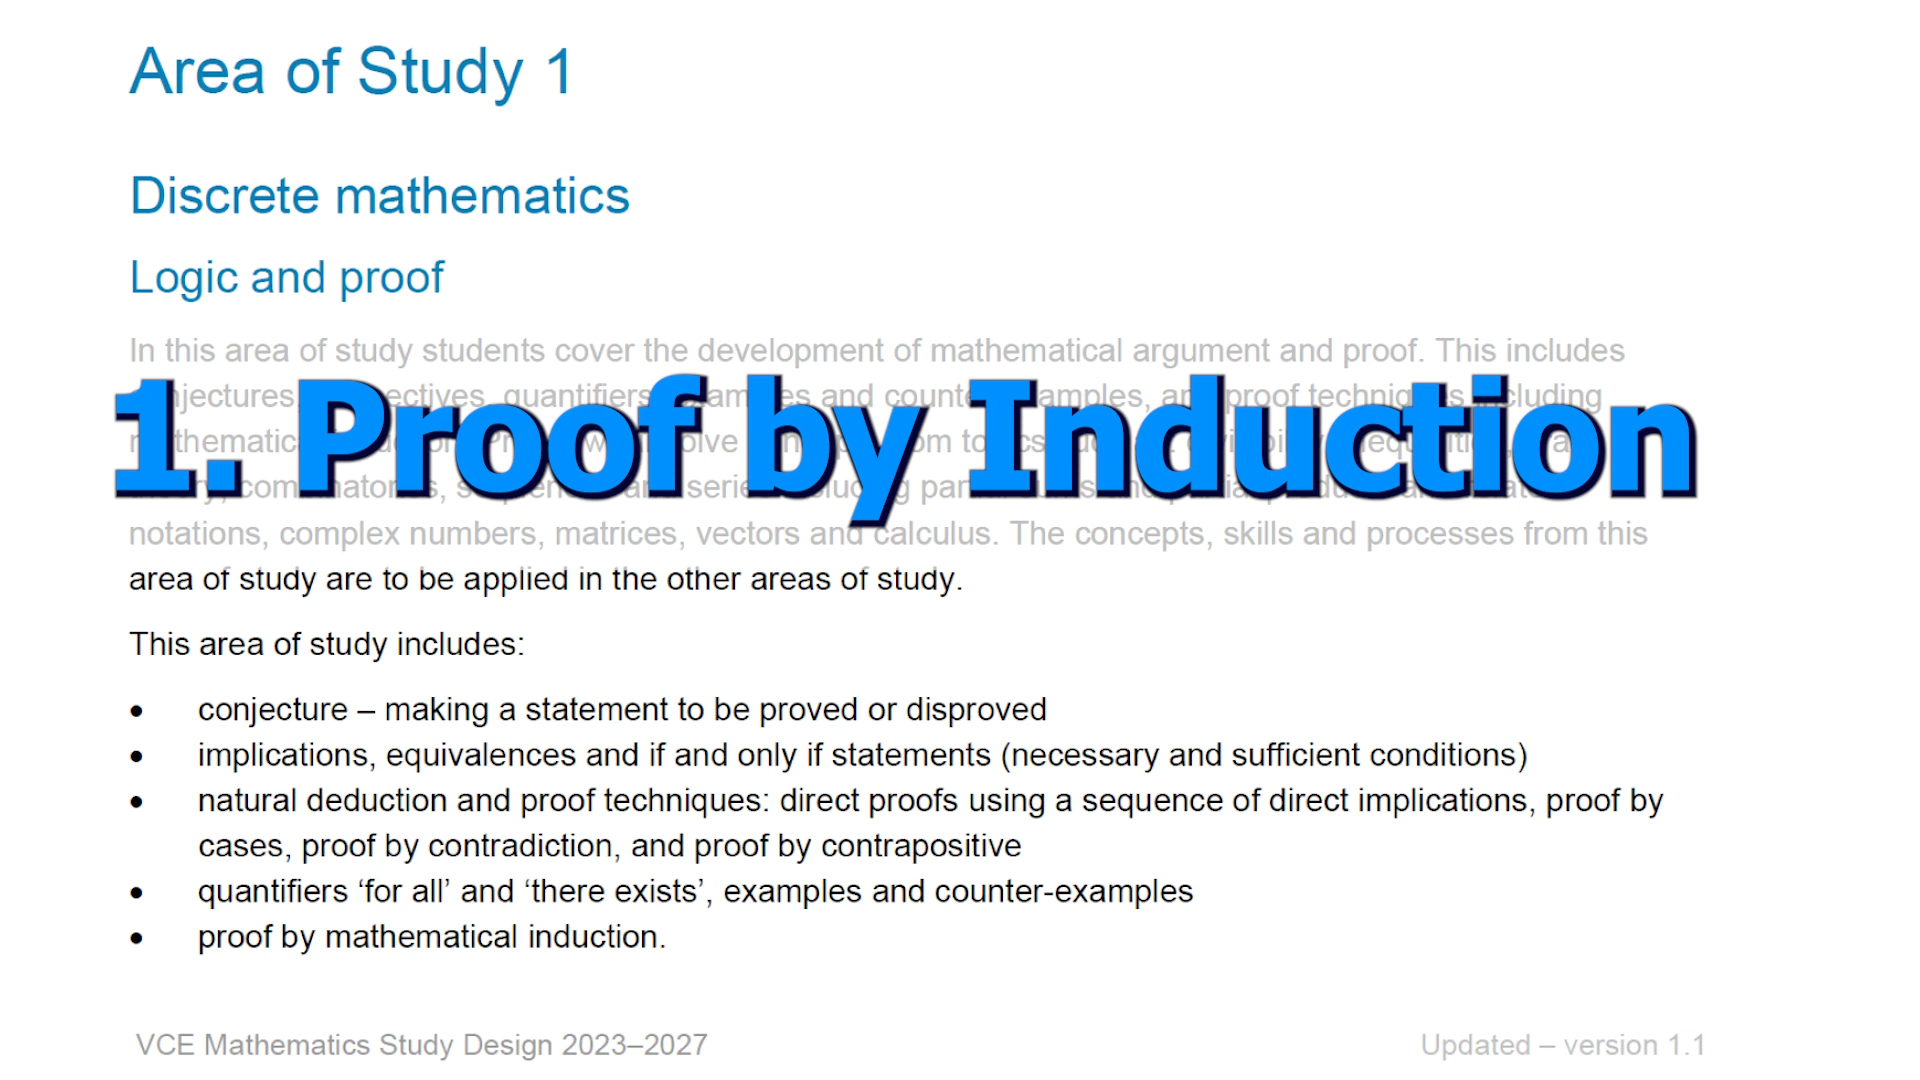 Area of Study 1
Discrete mathematics
Logic and proof
In this area of study students cover the development of mathematical argument and proof. This includes
1. Proof by Induction
notations, complex numbers, matrices, vectors and calculus. The concepts, skills and processes from this
area of study are to be applied in the other areas of study.
This area of study includes:
• conjecture – making a statement to be proved or disproved
• implications, equivalences and if and only if statements (necessary and sufficient conditions)
• natural deduction and proof techniques: direct proofs using a sequence of direct implications, proof by
cases, proof by contradiction, and proof by contrapositive
• quantifiers ‘for all’ and ‘there exists’, examples and counter-examples
• proof by mathematical induction.
VCE Mathematics Study Design 2023–2027
Updated – version 1.1